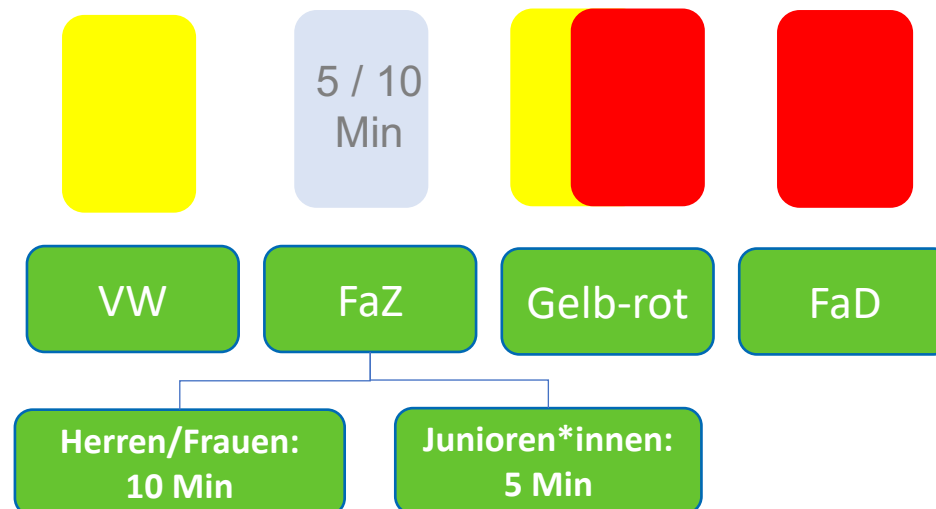 5 / 10
Min
VW
FaZ
Gelb-rot
FaD
Herren/Frauen:
10 Min
Junioren*innen:
5 Min